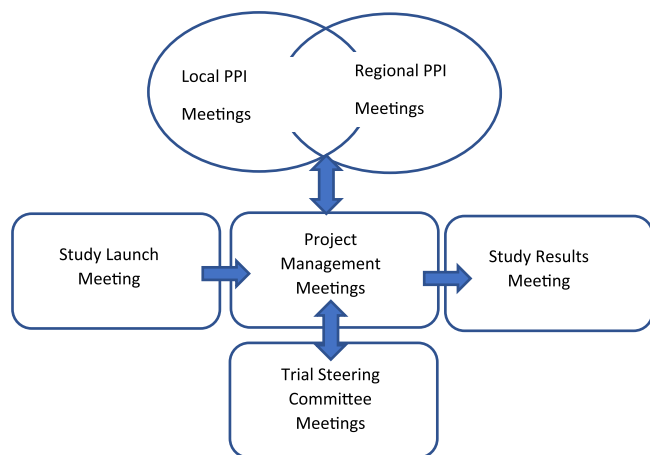 Local PPI
Meetings
Regional PPI
Meetings
Study Launch
Meeting
Project
Management
Meetings
Study Results
Meeting
Trial Steering
Committee
Meetings